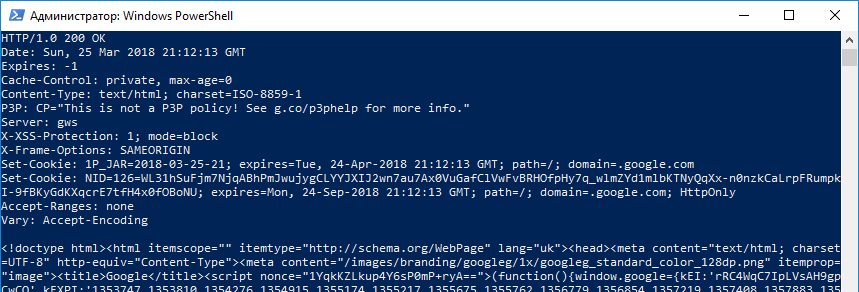 Администратор: Windows PowerShell
HTTP/1.0 200 OK
Date: Sun, 25 Mar 2018 21:12:13 GMT
Expires: -1
Cache-Control: private, max-age=0
Content-Type: text/html; charset=ISO-8859-1
P3P: CP="This is not a P3P policy! See g.co/p3phelp for more info."
Server: gws
X-XSS-Protection: 1; mode=block
X-Frame-Options: SAMEORIGIN
Set-Cookie: 1P_JAR=2018-03-25-21; expires=Tue, 24-Apr-2018 21:12:13 GMT; path=/; domain=.google.com
Set-Cookie: NID=126=WL31hSuFjm7NjqABhPmJwujygCLYYJXIJ2wn7au7Ax0VuGafClVwFvBRHOfpHy7q_wlmZYd1mlbKTNyQqXx-n0nzkCaLrpFRumpk
I-9fBKyGdKXqcrE7tfH4x0fOBoNU; expires=Mon, 24-Sep-2018 21:12:13 GMT; path=/; domain=.google.com; HttpOnly
Accept-Ranges: none
Vary: Accept-Encoding
<!doctype html><html itemscope="" itemtype="http://schema.org/WebPage" lang="uk"><head><meta content="text/html; charset
=UTF-8" http-equiv="Content-Type"><meta content="/images/branding/googleg/1x/googleg_standard_color_128dp.png" itemprop=
"image"><title>Google</title><script nonce="1YqkKZLkup4Y6sP0mP+ryA==">(function(){window.google={kEI:'rRC4WqC7IpLVsAH9gp
CwCQ',kEXPI:'1353747,1353810,1354276,1354915,1355174,1355217,1355675,1355762,1356779,1356854,1357219,1357408,1357883,135